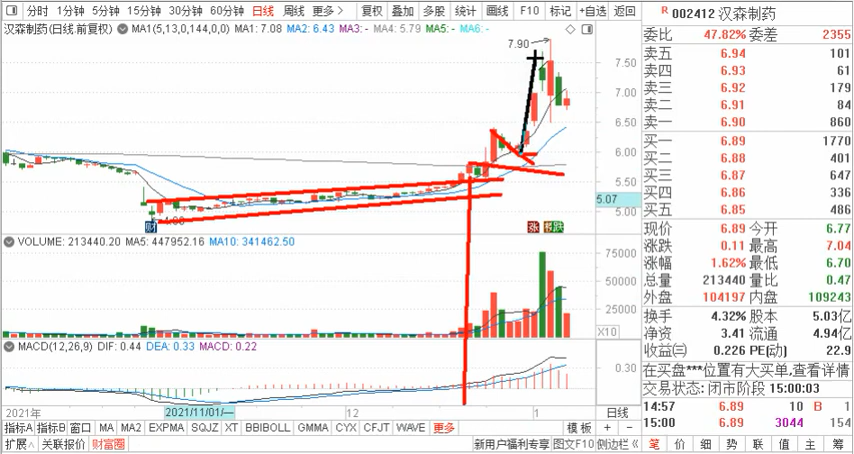 分时 1分钟 5分钟 15分钟 30分钟 60分钟 日线 周线 更多 复权 叠加 多股 统计 画线 F10 标记 +自选 返回
R 002412 汉森制药
汉森制药(日线.前复权) MA1(5,13,0,144,0,0) MA1: 7.08 MA2: 6.43 MA3: - MA4: 5.79 MA5: - MA6: -
委比 47.82% 委差 2355
卖五 6.94 101
卖四 6.93 61
卖三 6.92 179
卖二 6.91 84
卖一 6.90 860
买一 6.89 1770
买二 6.88 401
买三 6.87 647
买四 6.86 336
买五 6.85 486
7.90
7.50
7.00
6.50
6.00
5.50
5.07
5.00
财
涨
跌
现价 6.89 今开 6.77
涨跌 0.11 最高 7.04
涨幅 1.62% 最低 6.70
总量 213440 量比 0.47
外盘 104197 内盘 109243
换手 4.32% 股本 5.03亿
净资 3.41 流通 4.94亿
收益㈢ 0.226 PE(动) 22.9
VOLUME: 213440.20 MA5: 447952.16 MA10: 341462.50
75000
50000
25000
X10
MACD(12,26,9) DIF: 0.44 DEA: 0.33 MACD: 0.22
0.30
在买盘***位置有大买单,查看详情
交易状态: 闭市阶段 15:00:03
14:57 6.89 10 B 1
15:00 6.89 3044 154
2021年 2021/11/01/一 12 1 日线
指标A 指标B 窗口 MA MA2 EXPMA SQJZ XT BBIBOLL GMMA CYX CFJT WAVE 更多 模板 + −
扩展∧ 关联报价 财富圈 新用户福利专享 图文F10 侧边栏《
笔 价 细 势 联 值 主 筹